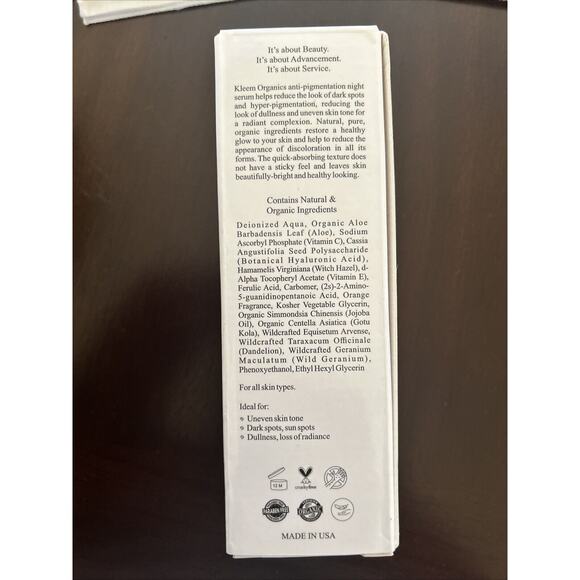 It's about Beauty.
It's about Advancement.
It's about Service.
Kleem Organics anti-pigmentation night
serum helps reduce the look of dark spots
and hyper-pigmentation, reducing the
look of dullness and uneven skin tone for
a radiant complexion. Natural, pure,
organic ingredients restore a healthy
glow to your skin and help to reduce the
appearance of discoloration in all its
forms. The quick-absorbing texture does
not have a sticky feel and leaves skin
beautifully-bright and healthy looking.
Contains Natural &
Organic Ingredients
Deionized Aqua, Organic Aloe
Barbadensis Leaf (Aloe), Sodium
Ascorbyl Phosphate (Vitamin C), Cassia
Angustifolia Seed Polysaccharide
(Botanical Hyaluronic Acid),
Hamamelis Virginiana (Witch Hazel), d-
Alpha Tocopheryl Acetate (Vitamin E),
Ferulic Acid, Carbomer, (2s)-2-Amino-
5-guanidinopentanoic Acid, Orange
Fragrance, Kosher Vegetable Glycerin,
Organic Simmondsia Chinensis (Jojoba
Oil), Organic Centella Asiatica (Gotu
Kola), Wildcrafted Equisetum Arvense,
Wildcrafted Taraxacum Officinale
(Dandelion), Wildcrafted Geranium
Maculatum (Wild Geranium),
Phenoxyethanol, Ethyl Hexyl Glycerin
For all skin types.
Ideal for:
Uneven skin tone
Dark spots, sun spots
Dullness, loss of radiance
12 M
crueltyfree
PARABEN FREE
ORGANIC
MADE IN USA